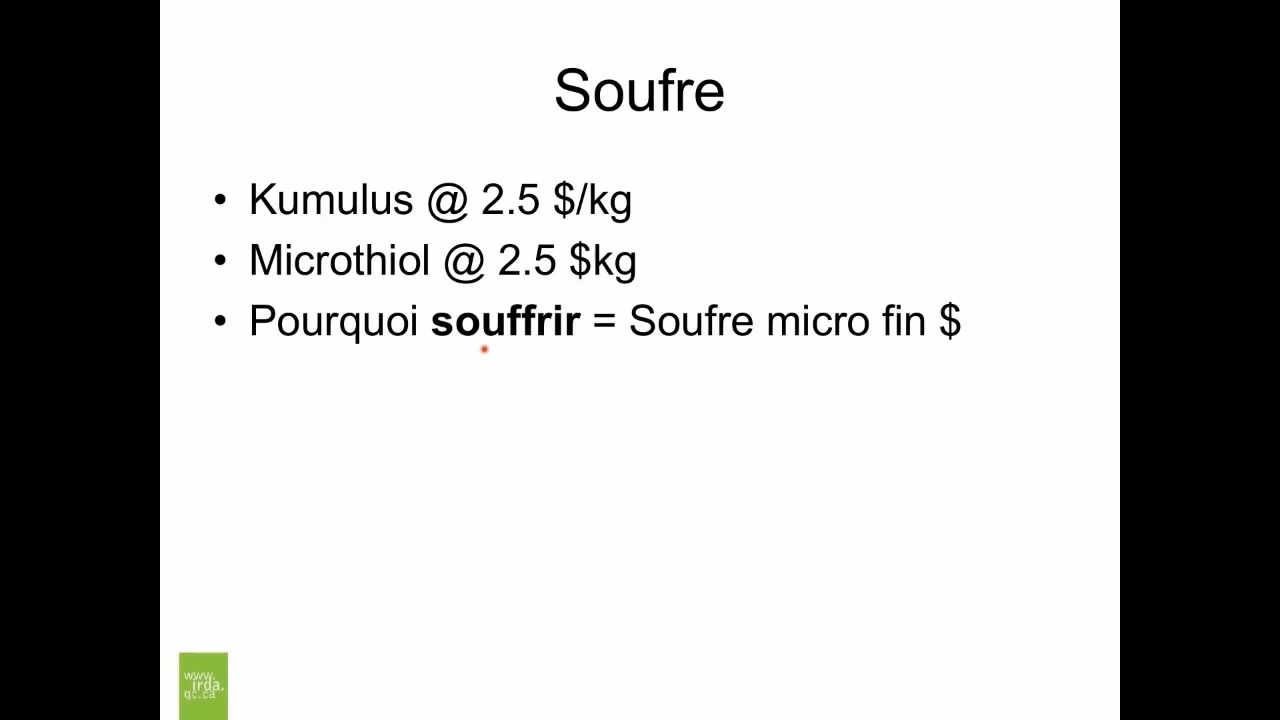 Soufre
• Kumulus @ 2.5 $/kg
• Microthiol @ 2.5 $kg
• Pourquoi souffrir = Soufre micro fin $
www.
irda.
qc.ca